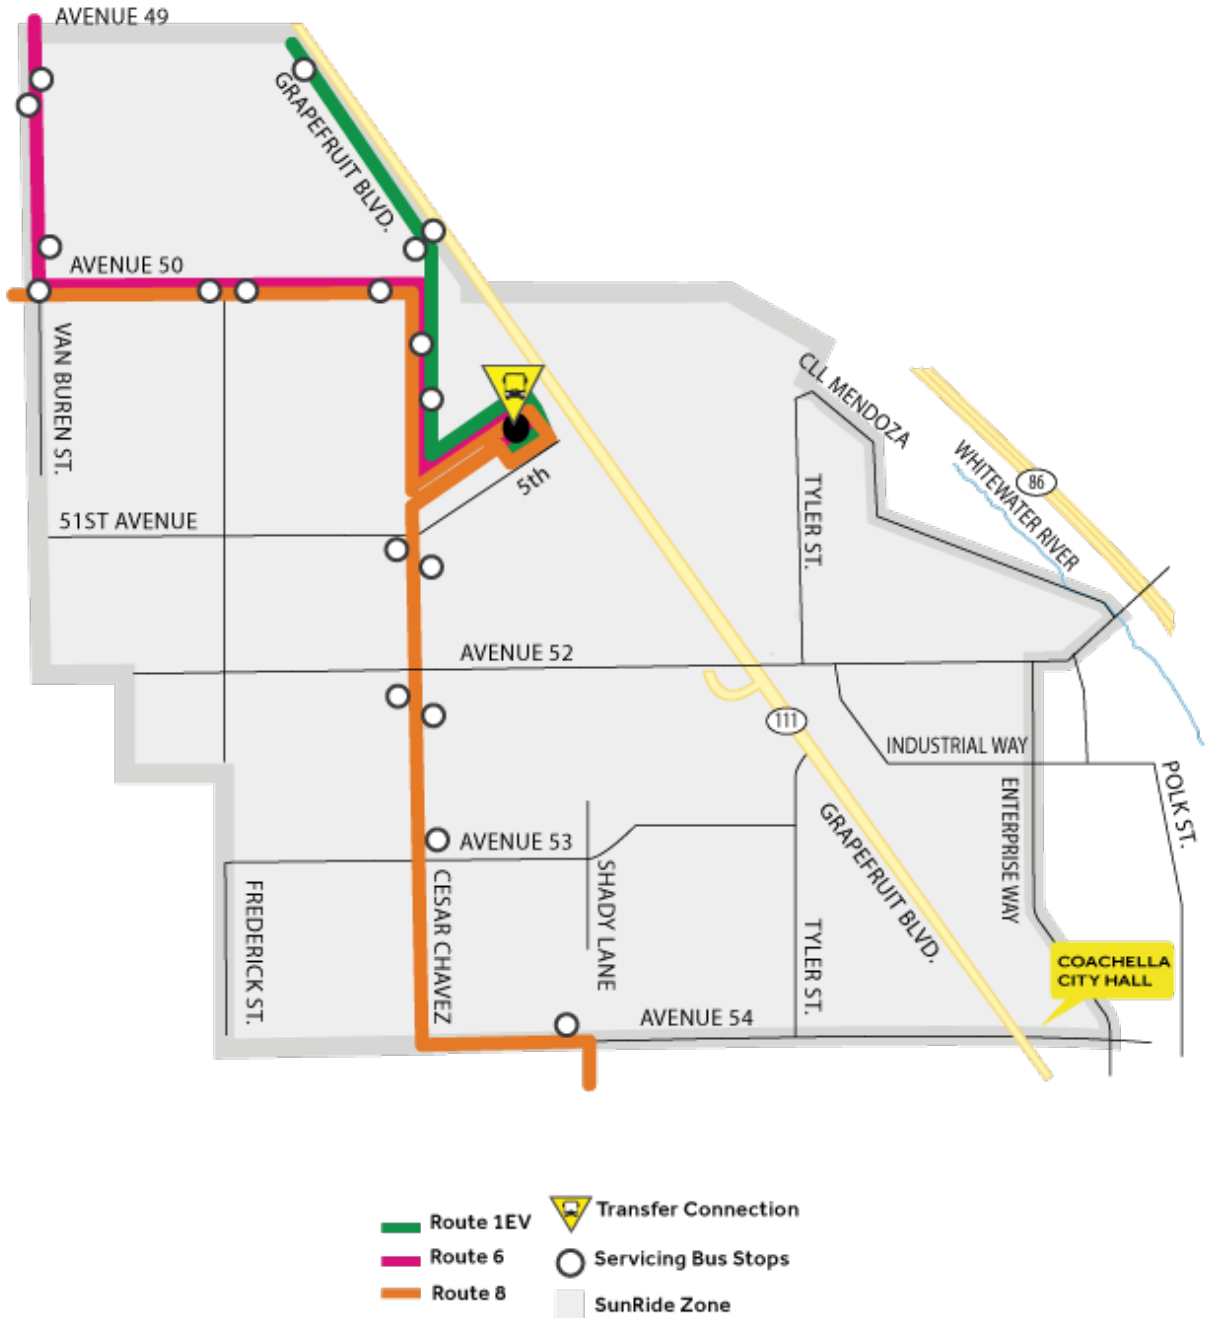 AVENUE 49
GRAPEFRUIT BLVD.
AVENUE 50
VAN BUREN ST.
CLL MENDOZA
WHITEWATER RIVER
86
TYLER ST.
5th
51ST AVENUE
AVENUE 52
111
INDUSTRIAL WAY
POLK ST.
ENTERPRISE WAY
GRAPEFRUIT BLVD.
AVENUE 53
SHADY LANE
CESAR CHAVEZ
FREDERICK ST.
TYLER ST.
COACHELLA
CITY HALL
AVENUE 54
Route 1EV
Transfer Connection
Route 6
Servicing Bus Stops
Route 8
SunRide Zone